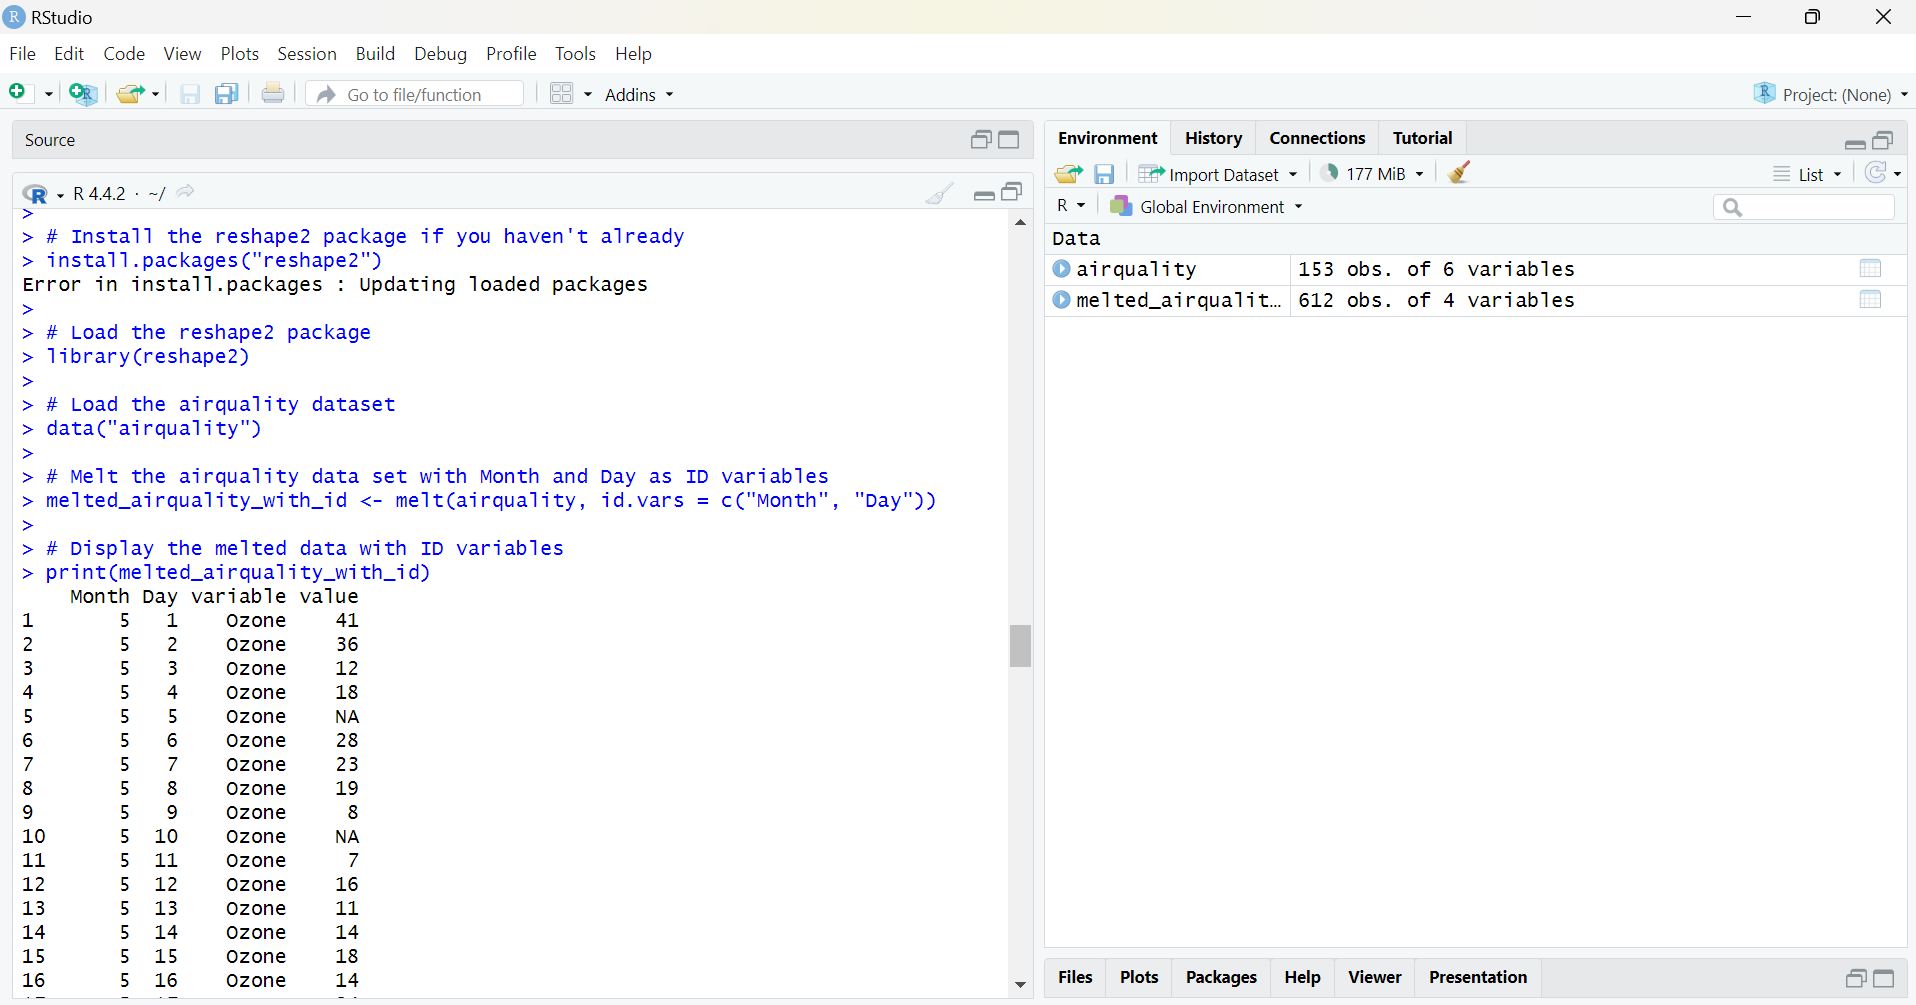 RStudio
File Edit Code View Plots Session Build Debug Profile Tools Help
Go to file/function Addins Project: (None)
Source
R 4.4.2 · ~/
>
> # Install the reshape2 package if you haven't already
> install.packages("reshape2")
Error in install.packages : Updating loaded packages
>
> # Load the reshape2 package
> library(reshape2)
>
> # Load the airquality dataset
> data("airquality")
>
> # Melt the airquality data set with Month and Day as ID variables
> melted_airquality_with_id <- melt(airquality, id.vars = c("Month", "Day"))
>
> # Display the melted data with ID variables
> print(melted_airquality_with_id)
Month Day variable value
1 5 1 Ozone 41
2 5 2 Ozone 36
3 5 3 Ozone 12
4 5 4 Ozone 18
5 5 5 Ozone NA
6 5 6 Ozone 28
7 5 7 Ozone 23
8 5 8 Ozone 19
9 5 9 Ozone 8
10 5 10 Ozone NA
11 5 11 Ozone 7
12 5 12 Ozone 16
13 5 13 Ozone 11
14 5 14 Ozone 14
15 5 15 Ozone 18
16 5 16 Ozone 14
Environment History Connections Tutorial
Import Dataset 177 MiB List
R Global Environment
Data
airquality 153 obs. of 6 variables
melted_airqualit… 612 obs. of 4 variables
Files Plots Packages Help Viewer Presentation